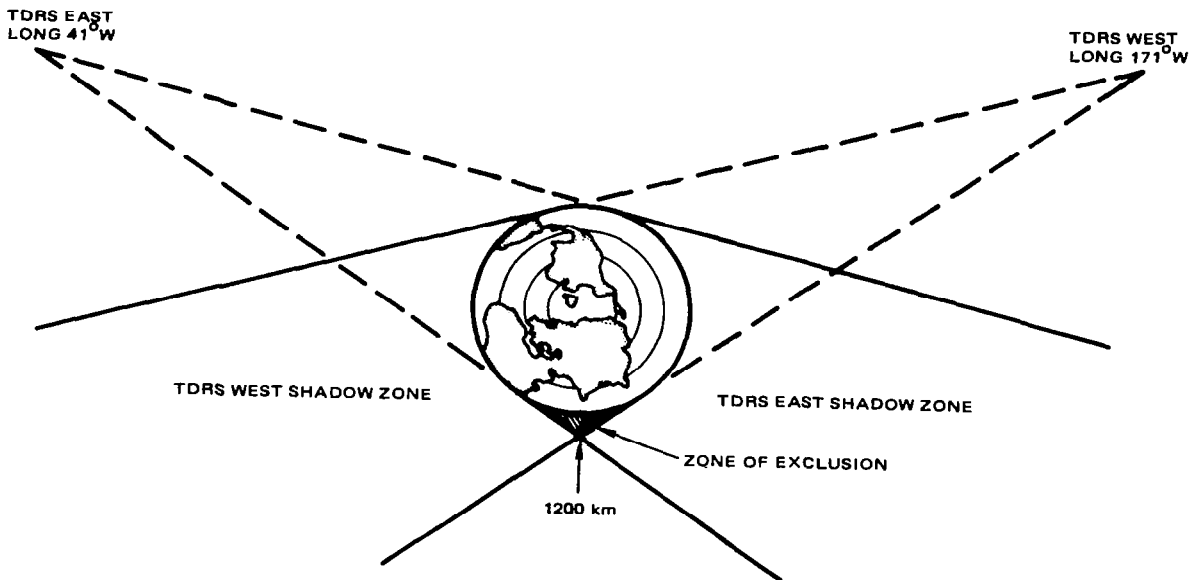 TDRS EAST
LONG 41°W
TDRS WEST
LONG 171°W
TDRS WEST SHADOW ZONE
TDRS EAST SHADOW ZONE
ZONE OF EXCLUSION
1200 km